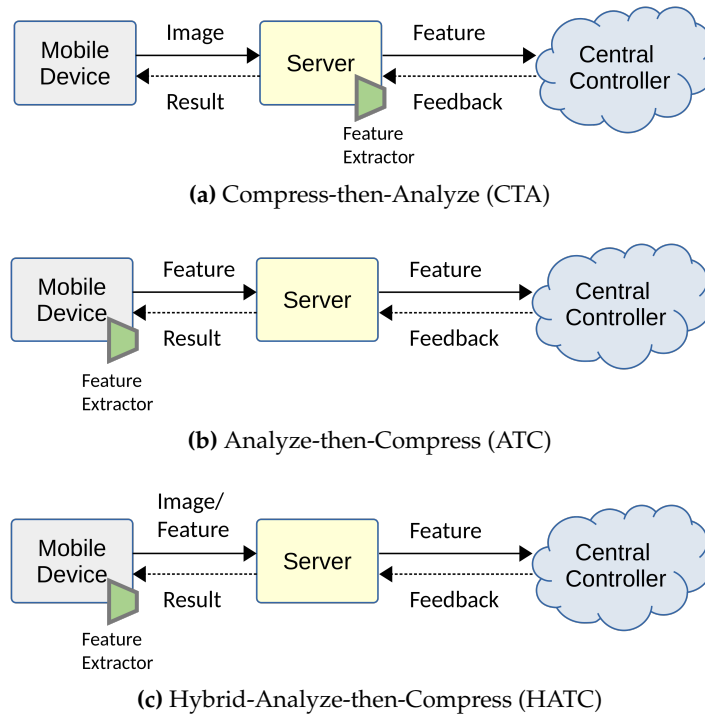 Mobile
Device
Image
Result
Server
Feature
Extractor
Feature
Feedback
Central
Controller
(a) Compress-then-Analyze (CTA)
Mobile
Device
Feature
Extractor
Feature
Result
Server
Feature
Feedback
Central
Controller
(b) Analyze-then-Compress (ATC)
Mobile
Device
Feature
Extractor
Image/
Feature
Result
Server
Feature
Feedback
Central
Controller
(c) Hybrid-Analyze-then-Compress (HATC)